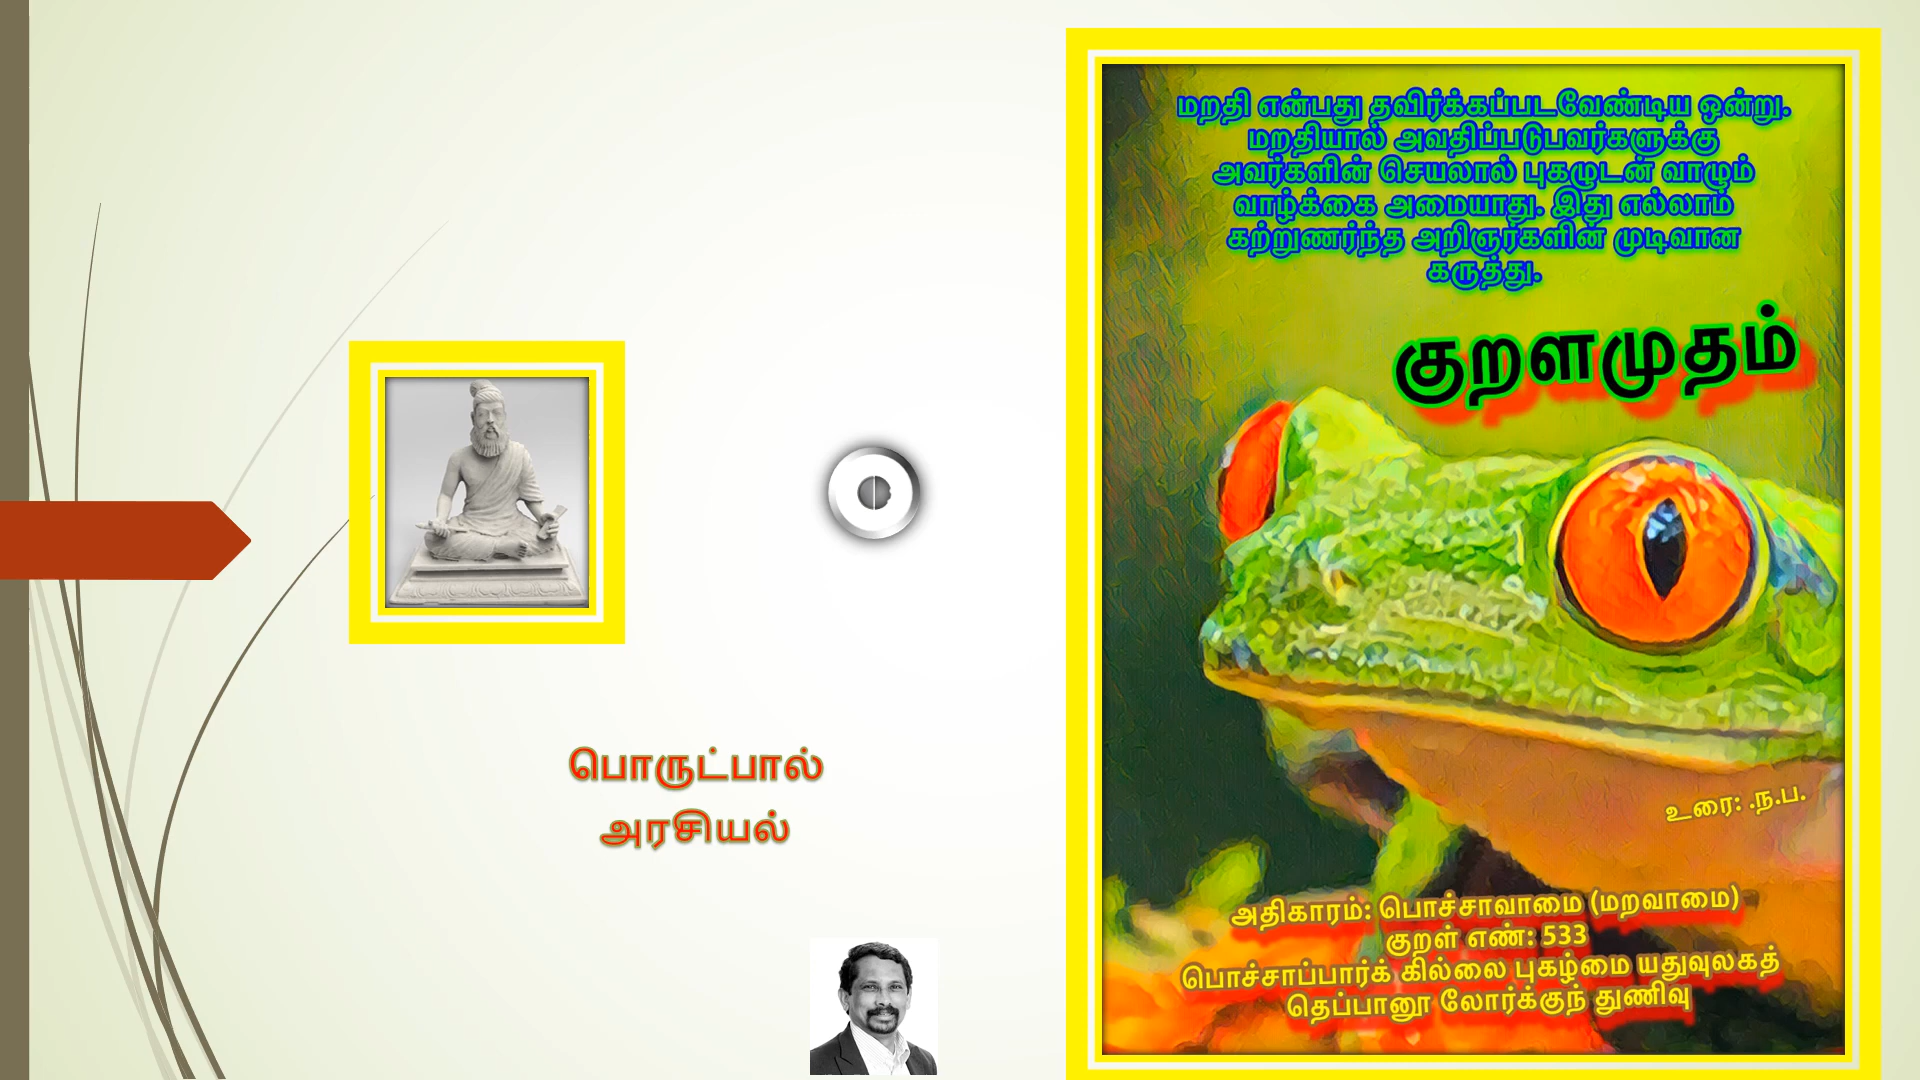 மறதி என்பது தவிர்க்கப்படவேண்டிய ஒன்று.
மறதியால் அவதிப்படுபவர்களுக்கு
அவர்களின் செயலால் புகழுடன் வாழும்
வாழ்க்கை அமையாது. இது எல்லாம்
கற்றுணர்ந்த அறிஞர்களின் முடிவான
கருத்து.
குறளமுதம்
பொருட்பால்
அரசியல்
உரை: .ந.ப.
அதிகாரம்: பொச்சாவாமை (மறவாமை)
குறள் எண்: 533
பொச்சாப்பார்க் கில்லை புகழ்மை யதுவுலகத்
தெப்பானூ லோர்க்குந் துணிவு